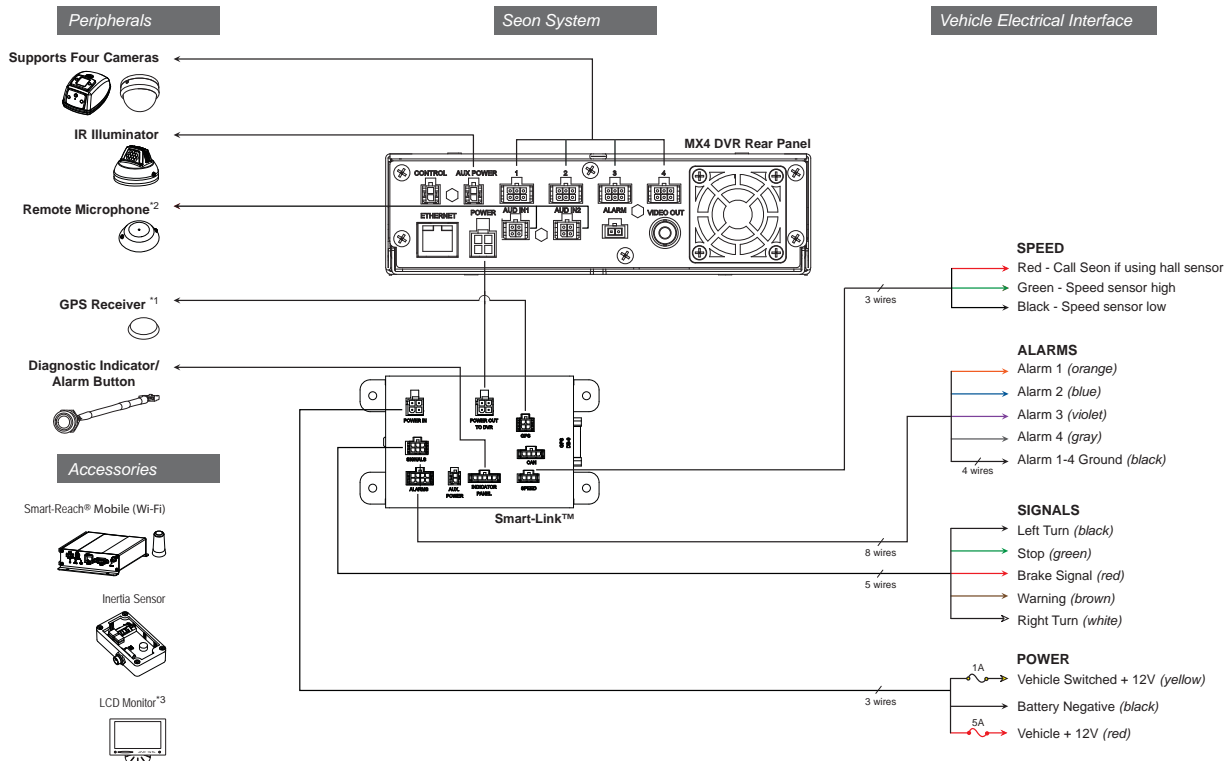 Peripherals
Seon System
Vehicle Electrical Interface
Supports Four Cameras
IR Illuminator
Remote Microphone*2
GPS Receiver *1
Diagnostic Indicator/
Alarm Button
Accessories
Smart-Reach® Mobile (Wi-Fi)
Inertia Sensor
LCD Monitor*3
MX4 DVR Rear Panel
CONTROL
AUX POWER
1
2
3
4
ETHERNET
POWER
AUD IN1
AUD IN2
ALARM
VIDEO OUT
POWER IN
POWER OUT
TO DVR
GPS
SIGNALS
CAN
ALARMS
AUX.
POWER
INDICATOR
PANEL
SPEED
Smart-Link™
3 wires
8 wires
5 wires
3 wires
SPEED
Red - Call Seon if using hall sensor
Green - Speed sensor high
Black - Speed sensor low
ALARMS
Alarm 1 (orange)
Alarm 2 (blue)
Alarm 3 (violet)
Alarm 4 (gray)
Alarm 1-4 Ground (black)
4 wires
SIGNALS
Left Turn (black)
Stop (green)
Brake Signal (red)
Warning (brown)
Right Turn (white)
POWER
1A
Vehicle Switched + 12V (yellow)
Battery Negative (black)
5A
Vehicle + 12V (red)